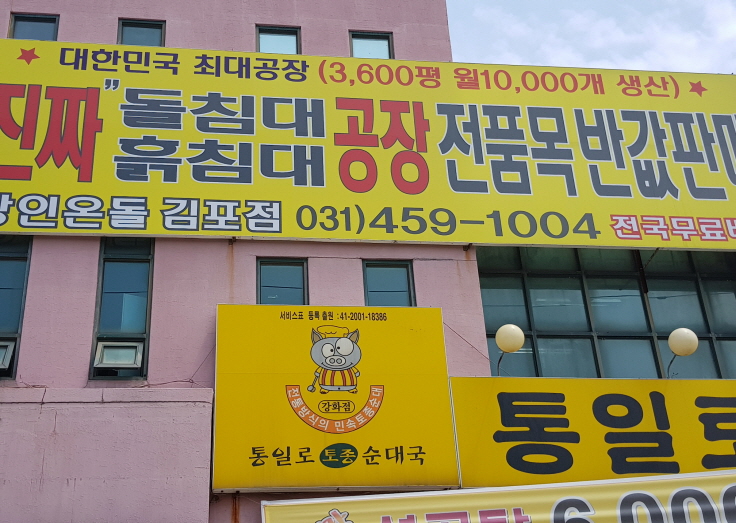 대한민국 최대공장 (3,600평 월10,000개 생산)
진짜" 돌침대 흙침대 공장 전품목 반값판매
장인온돌 김포점 031)459-1004 전국무료
서비스표 등록 출원 : 41-2001-18386
강화점
전통방식의 민속토종순대
통일로 토종 순대국
통일로